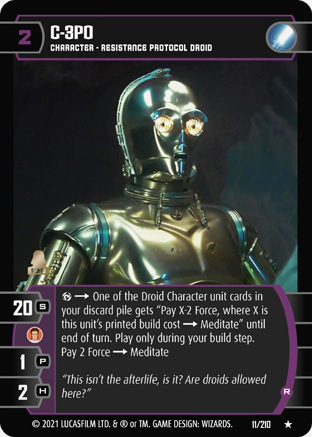 2
C-3PO
CHARACTER - RESISTANCE PROTOCOL DROID
20 S
1 P
2 H
→ One of the Droid Character unit cards in
your discard pile gets "Pay X-2 Force, where X is
this unit's printed build cost → Meditate" until
end of turn. Play only during your build step.
Pay 2 Force → Meditate
"This isn't the afterlife, is it? Are droids allowed
here?"
R
© 2021 LUCASFILM LTD. & ® or TM. GAME DESIGN: WIZARDS. 11/210 ★